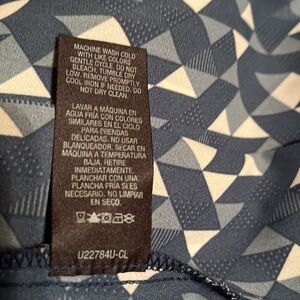 MACHINE WASH COLD
WITH LIKE COLORS
GENTLE CYCLE. DO NOT
BLEACH. TUMBLE DRY
LOW. REMOVE PROMPTLY.
COOL IRON IF NEEDED. DO
NOT DRY CLEAN.
LAVAR A MÁQUINA EN
AGUA FRÍA CON COLORES
SIMILARES EN EL CICLO
PARA PRENDAS
DELICADAS. NO USAR
BLANQUEADOR. SECAR EN
MÁQUINA A TEMPERATURA
BAJA. RETIRE
INMEDIATAMENTE.
PLANCHAR CON UNA
PLANCHA FRÍA SI ES
NECESARIO. NO LIMPIAR
EN SECO.
U22784U-CL